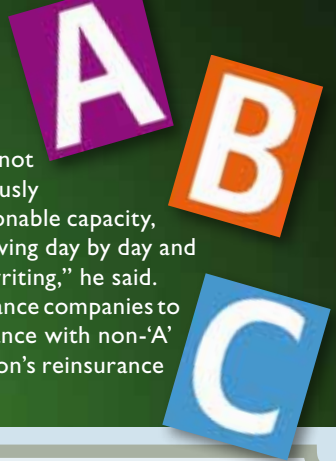 A
B
not
usly
onable capacity,
ving day by day and
riting,” he said.
ance companies to
ance with non-‘A’
on’s reinsurance
C